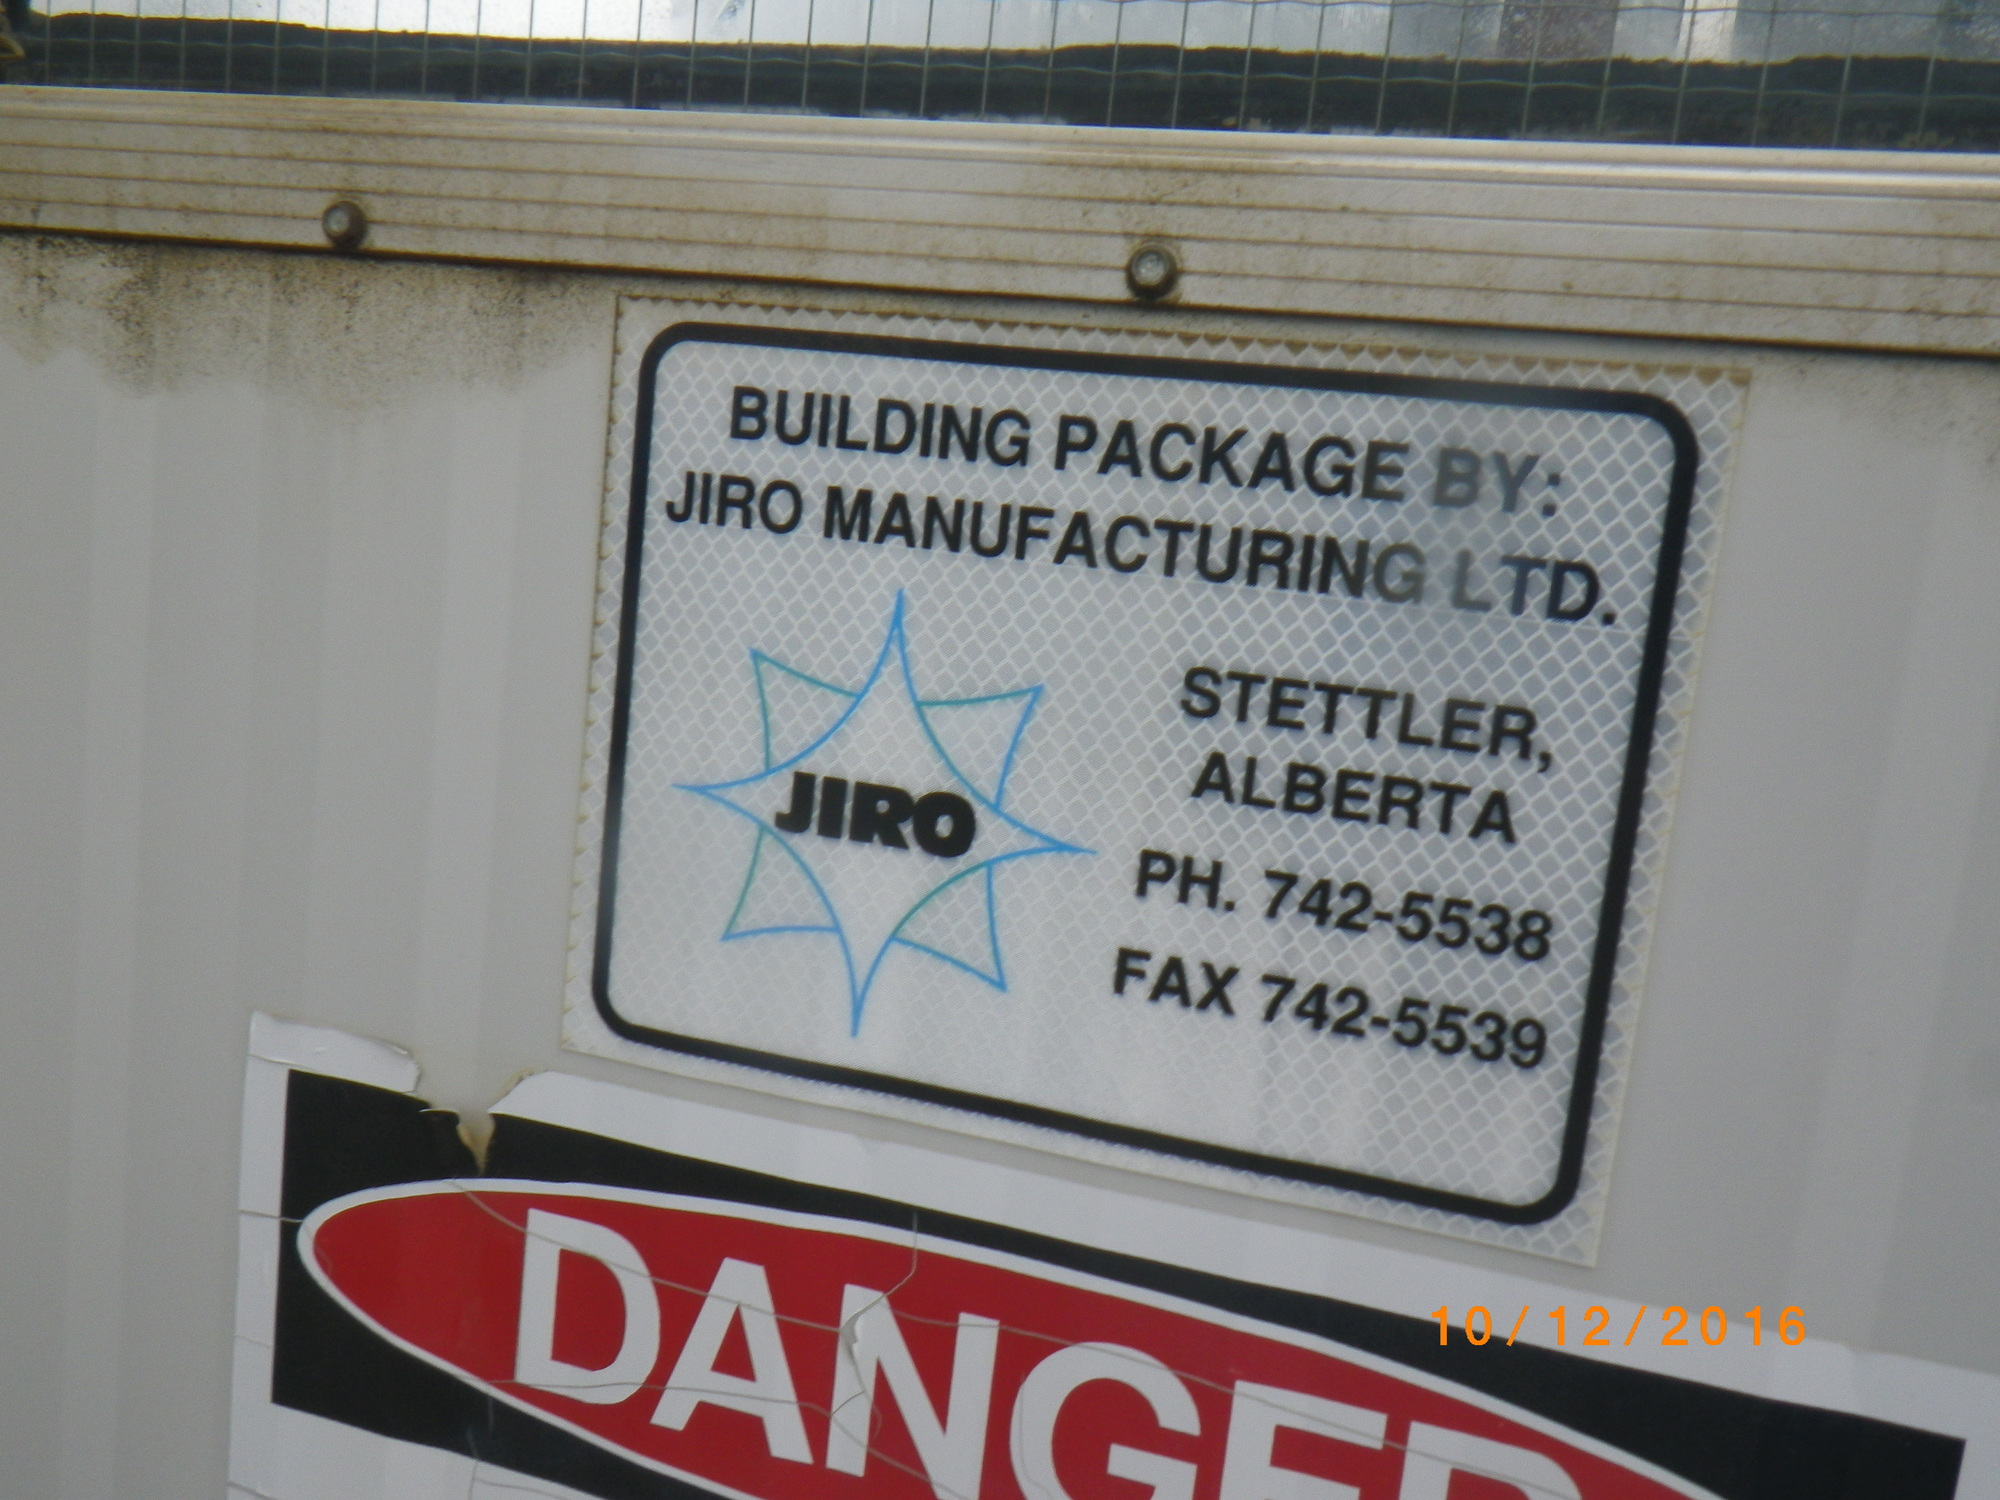 BUILDING PACKAGE BY:
JIRO MANUFACTURING LTD.
JIRO
STETTLER,
ALBERTA
PH. 742-5538
FAX 742-5539
DANGER
10/12/2016